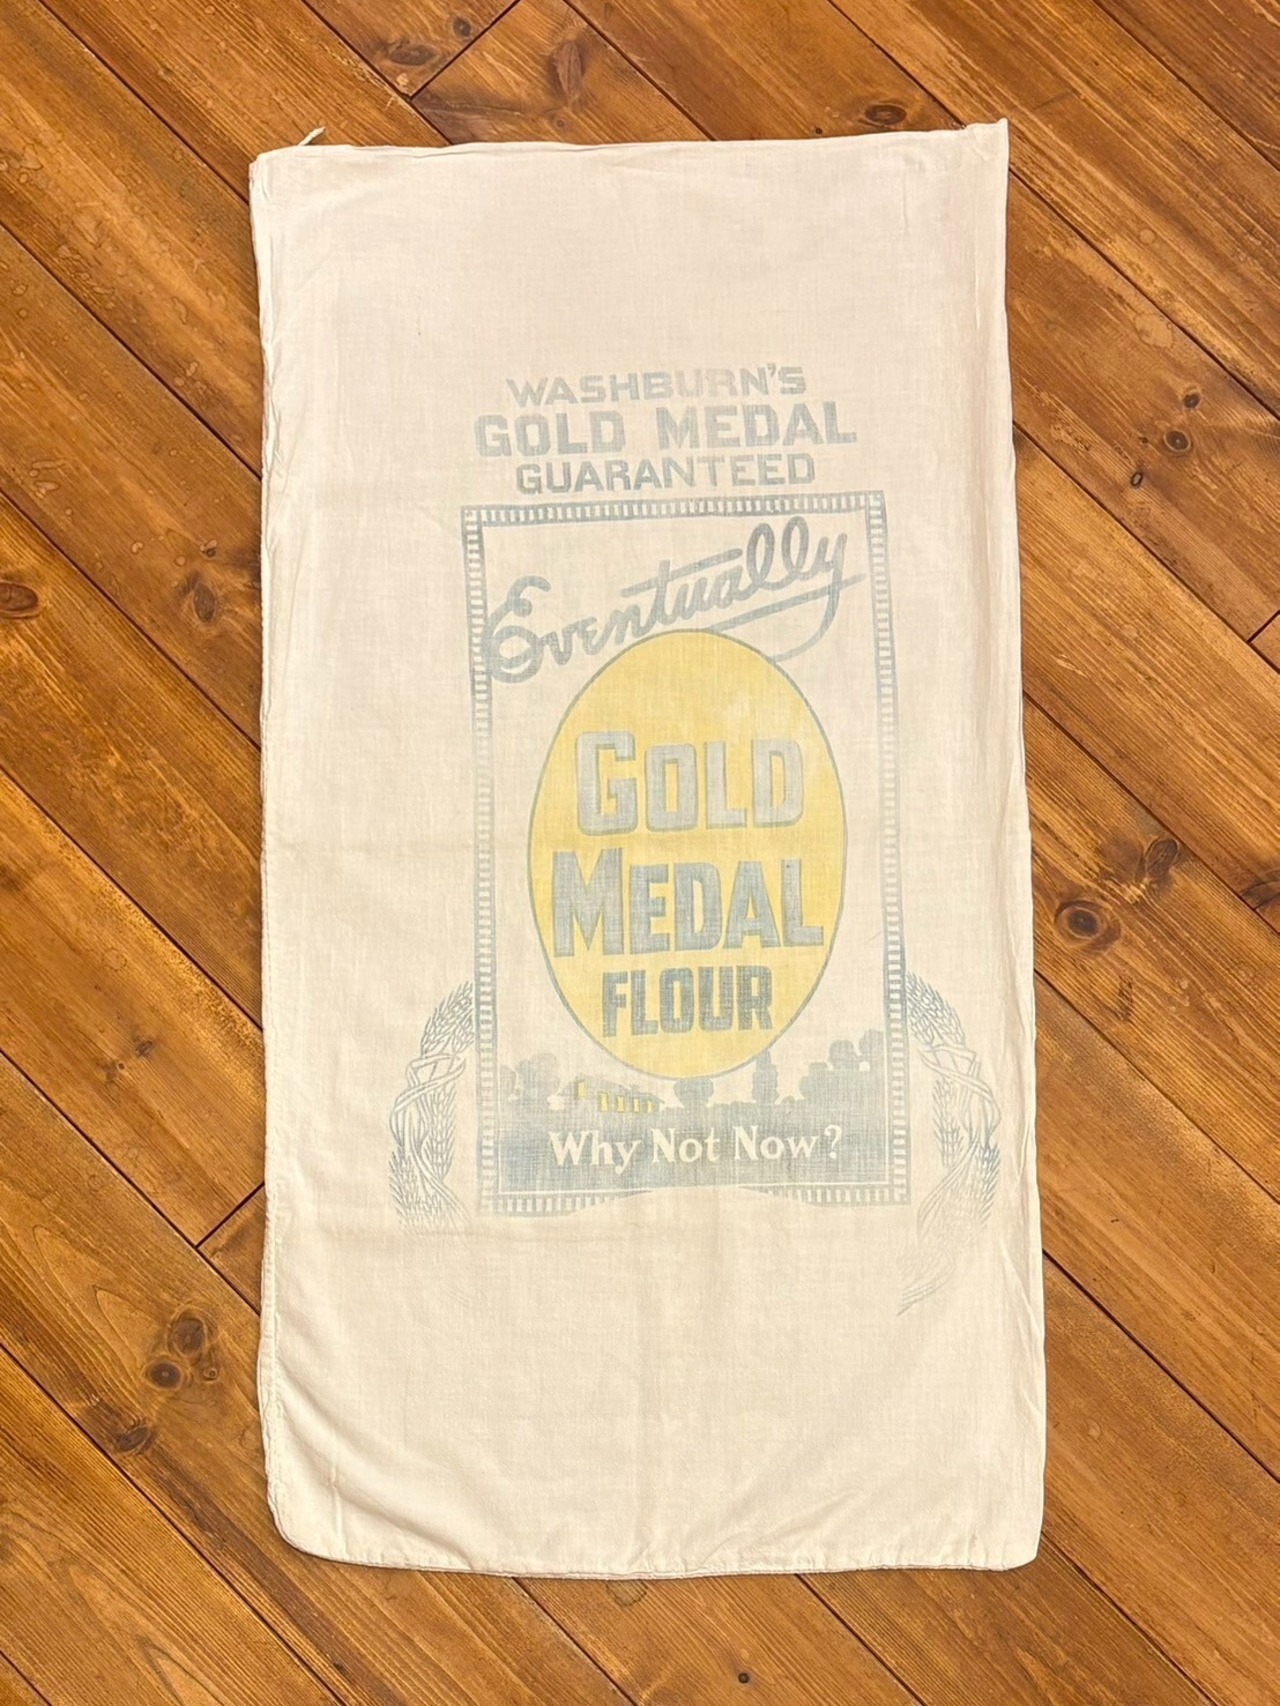 WASHBURN'S
GOLD MEDAL
GUARANTEED
Eventually
GOLD
MEDAL
FLOUR
Why Not Now?